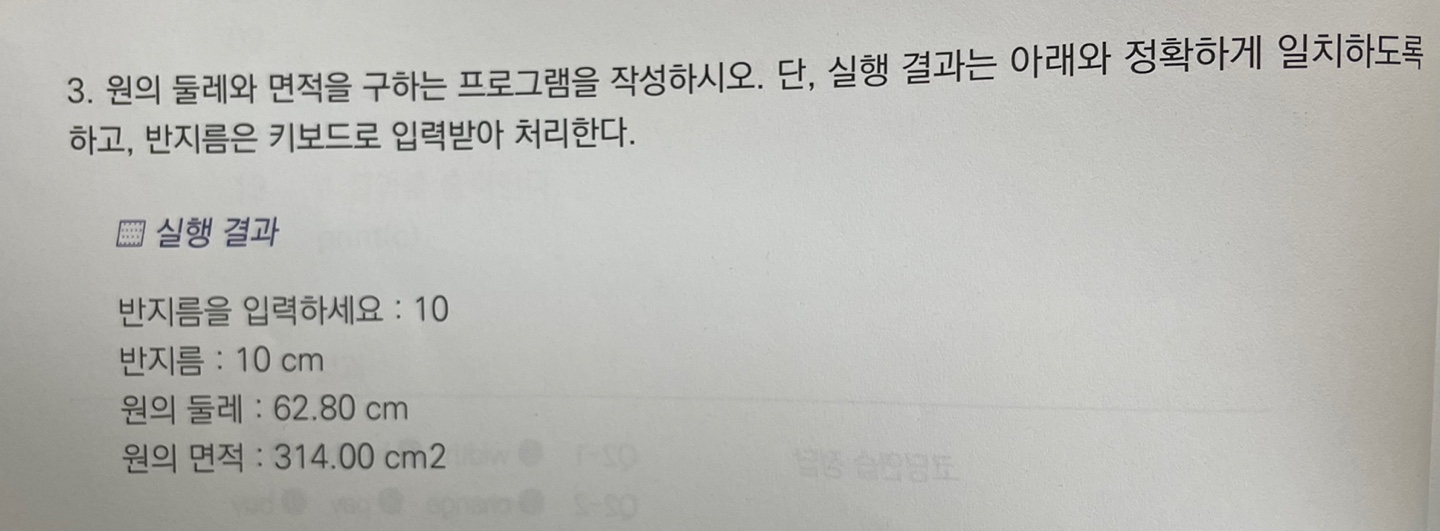 3. 원의 둘레와 면적을 구하는 프로그램을 작성하시오. 단, 실행 결과는 아래와 정확하게 일치하도록
하고, 반지름은 키보드로 입력받아 처리한다.
실행 결과
반지름을 입력하세요 : 10
반지름 : 10 cm
원의 둘레 : 62.80 cm
원의 면적 : 314.00 cm2